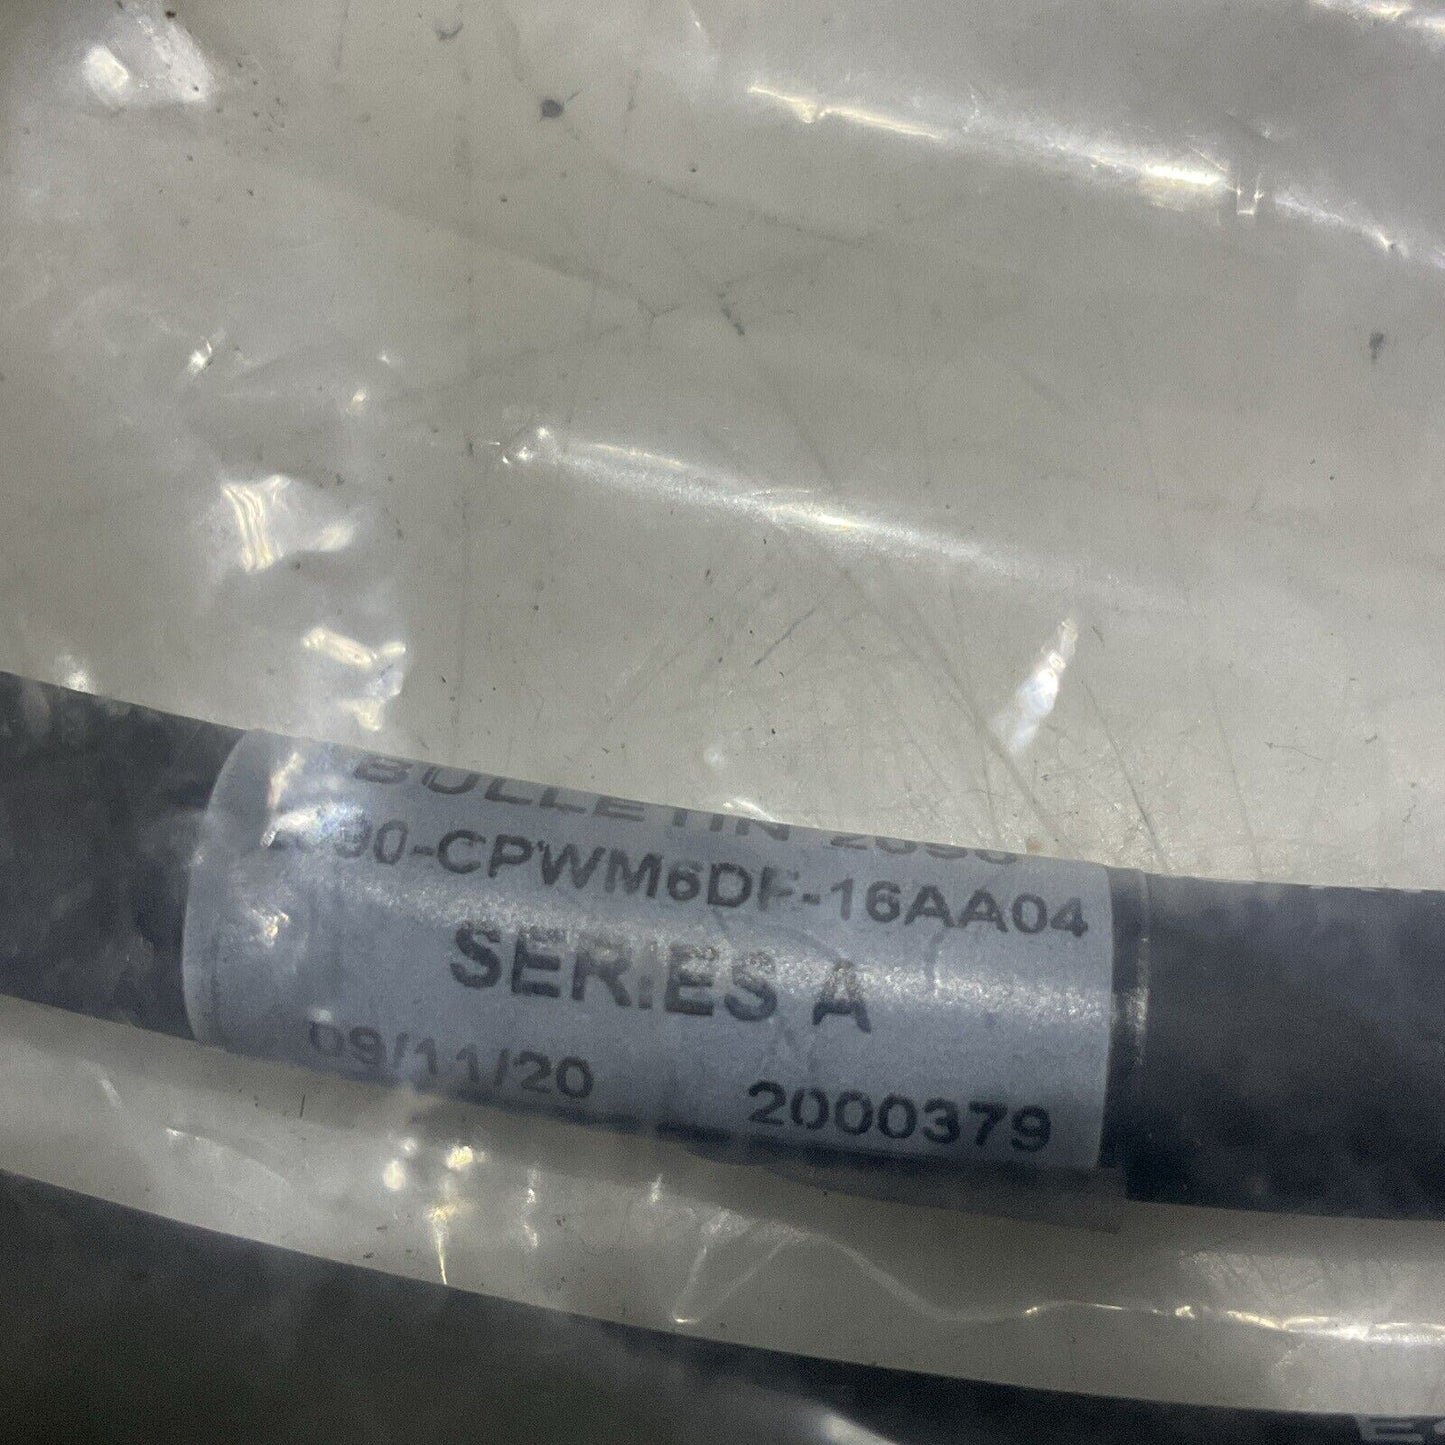 BULLETIN 2090
2090-CPWM6DF-16AA04
SERIES A
09/11/20 2000379